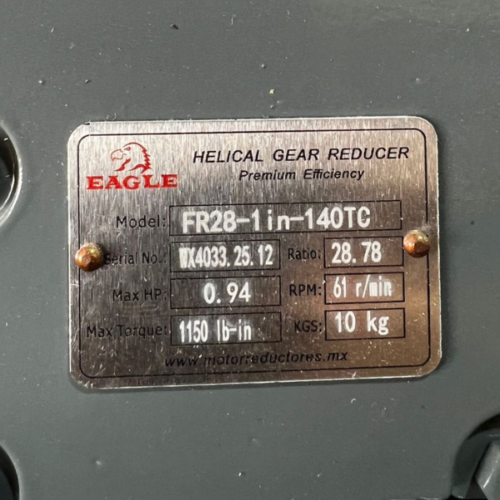 HELICAL GEAR REDUCER
EAGLE Premium Efficiency
Model: FR28-1in-140TC
Serial No.: WX4033.25.12 Ratio: 28.78
Max HP: 0.94 RPM: 61 r/min
Max Torque: 1150 lb-in KGS: 10 kg
www.motorreductores.mx